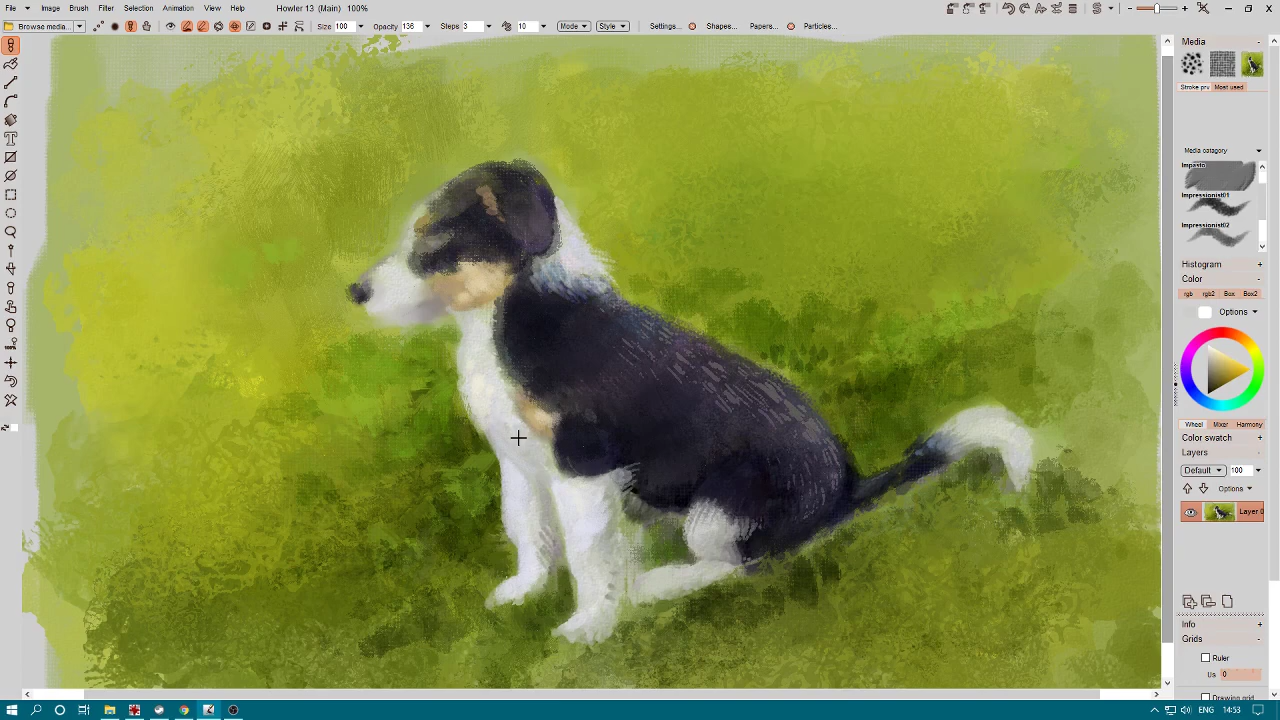 File Image Brush Filter Selection Animation View Help Howler 13 (Main) 100%
Browse media... Size 100 Opacity 136 Steps 3 10 Mode Style Settings... Shapes... Papers... Particles...
Media -
Stroke prv Most used
Media catagory
Impasto
Impressionist01
Impressionist02
Histogram +
Color -
rgb rgb2 Box Box2
Options
Wheel Mixer Harmony
Color swatch +
Layers -
Default 100
Options
Layer 0
Info +
Grids -
Ruler
Us 0
Drawing grid
ENG 14:53